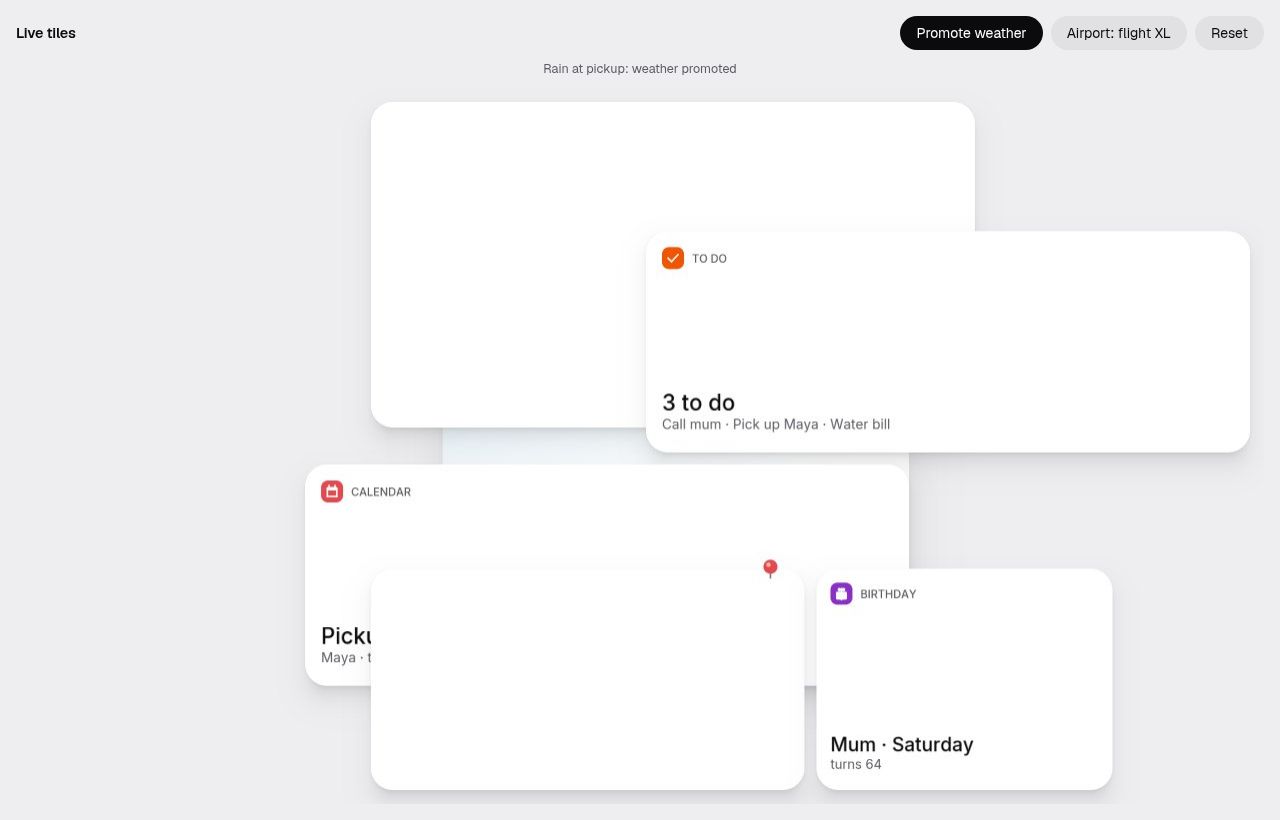 Live tiles
Promote weather
Airport: flight XL
Reset
Rain at pickup: weather promoted
TO DO
3 to do
Call mum · Pick up Maya · Water bill
CALENDAR
Maya ·
BIRTHDAY
Mum · Saturday
turns 64